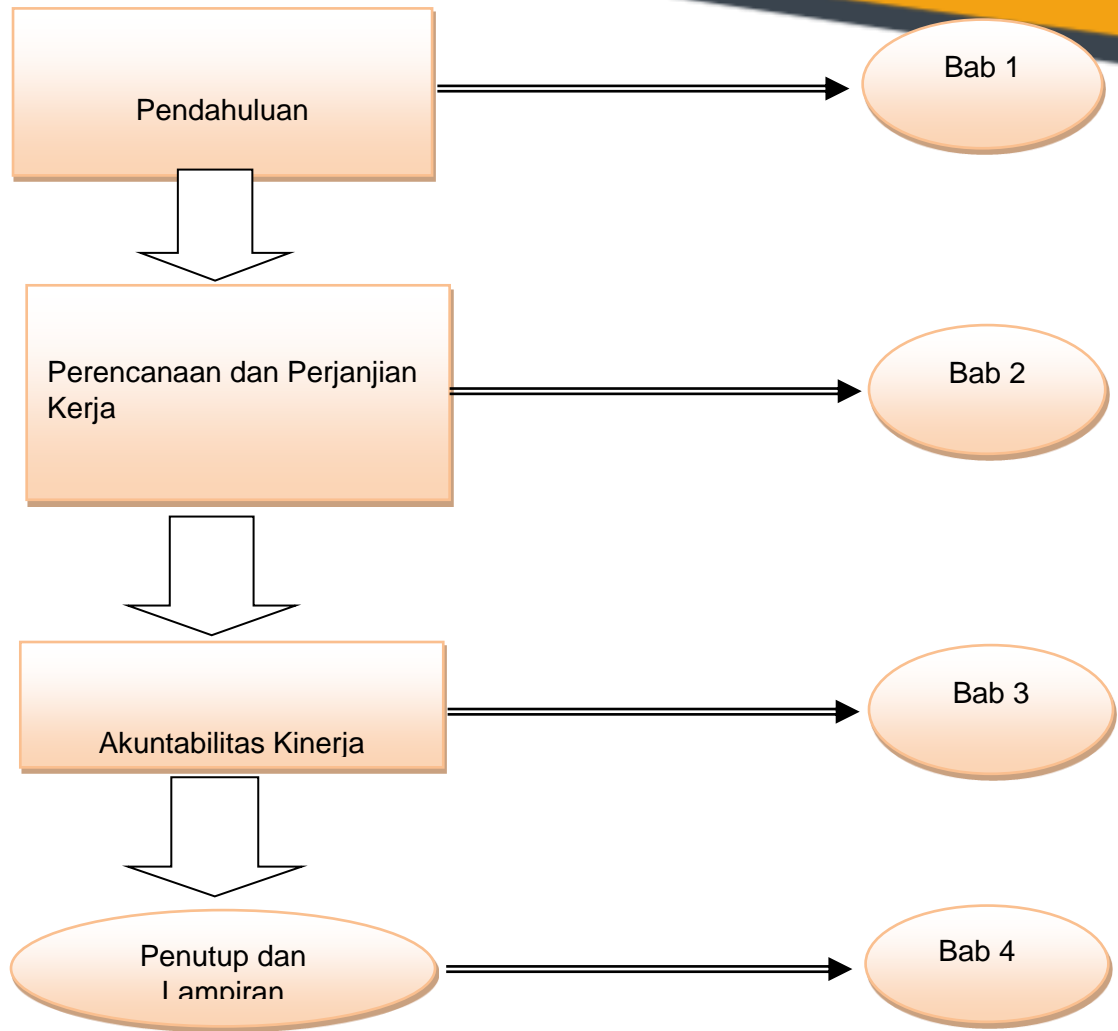 Pendahuluan
Bab 1
Perencanaan dan Perjanjian
Kerja
Bab 2
Akuntabilitas Kinerja
Bab 3
Penutup dan
Lampiran
Bab 4